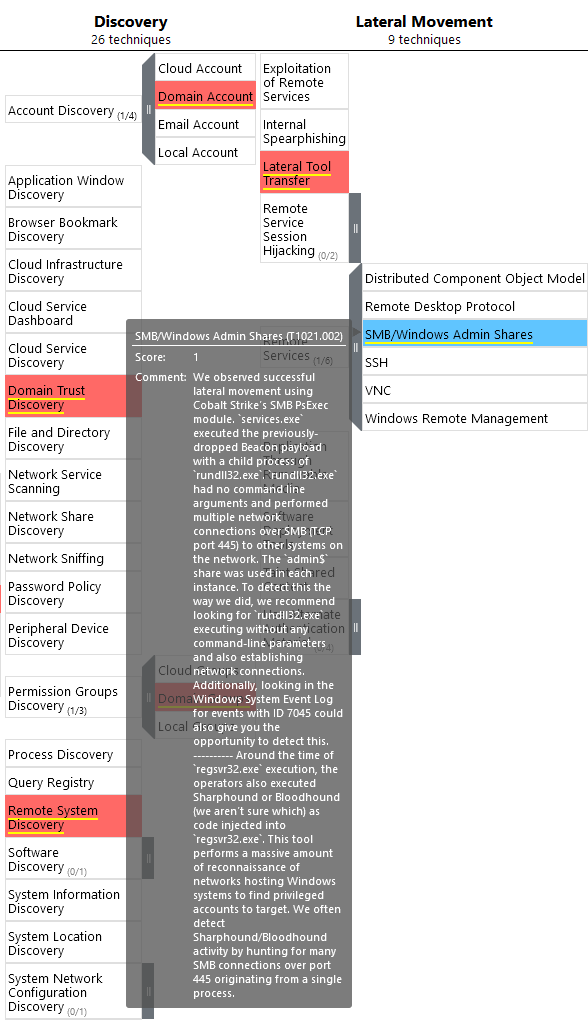 Discovery
26 techniques
Lateral Movement
9 techniques
Account Discovery (1/4)
Cloud Account
Domain Account
Email Account
Local Account
Application Window
Discovery
Browser Bookmark
Discovery
Cloud Infrastructure
Discovery
Cloud Service
Dashboard
Cloud Service
Discovery
Domain Trust
Discovery
File and Directory
Discovery
Network Service
Scanning
Network Share
Discovery
Network Sniffing
Password Policy
Discovery
Peripheral Device
Discovery
Permission Groups
Discovery (1/3)
Cloud Groups
Domain
Local
Process Discovery
Query Registry
Remote System
Discovery
Software
Discovery (0/1)
System Information
Discovery
System Location
Discovery
System Network
Configuration
Discovery (0/1)
Exploitation
of Remote
Services
Internal
Spearphishing
Lateral Tool
Transfer
Remote
Service
Session
Hijacking (0/2)
Services (1/6)
Distributed Component Object Model
Remote Desktop Protocol
SMB/Windows Admin Shares
SSH
VNC
Windows Remote Management
Through
Software
SMB/Windows Admin Shares (T1021.002)
Score: 1
Comment: We observed successful
lateral movement using
Cobalt Strike's SMB PsExec
module. `services.exe`
executed the previously-
dropped Beacon payload
with a child process of
`rundll32.exe`. `rundll32.exe`
had no command line
arguments and performed
multiple network
connections over SMB (TCP
port 445) to other systems on
the network. The `admin$`
share was used in each
instance. To detect this the
way we did, we recommend
looking for `rundll32.exe`
executing without any
command-line parameters
and also establishing
network connections.
Additionally, looking in the
Windows System Event Log
for events with ID 7045 could
also give you the
opportunity to detect this.
---------- Around the time of
`regsvr32.exe` execution, the
operators also executed
Sharphound or Bloodhound
(we aren't sure which) as
code injected into
`regsvr32.exe`. This tool
performs a massive amount
of reconnaissance of
networks hosting Windows
systems to find privileged
accounts to target. We often
detect
Sharphound/Bloodhound
activity by hunting for many
SMB connections over port
445 originating from a single
process.